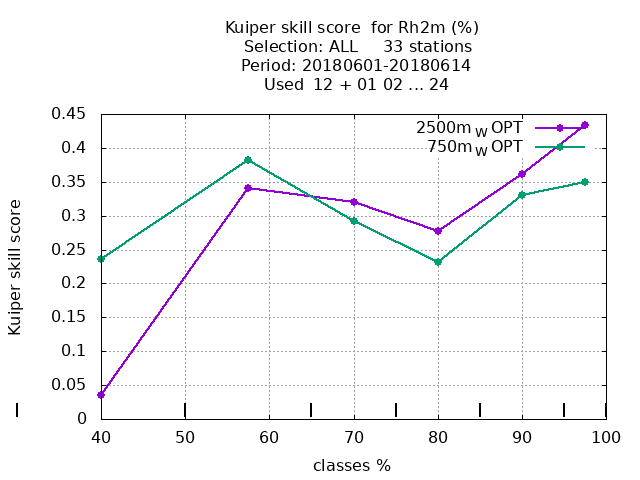 Kuiper skill score  for Rh2m (%)
Selection: ALL     33 stations
Period: 20180601-20180614
Used  12 + 01 02 ... 24
2500m W OPT
750m W OPT
0.45
0.4
0.35
0.3
0.25
0.2
0.15
0.1
0.05
0
Kuiper skill score
40 50 60 70 80 90 100
classes %